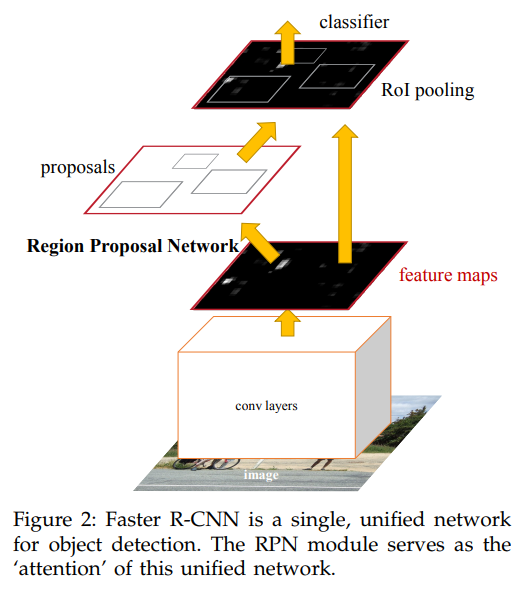 classifier
RoI pooling
proposals
Region Proposal Network
feature maps
conv layers
image
Figure 2: Faster R-CNN is a single, unified network
for object detection. The RPN module serves as the
‘attention’ of this unified network.